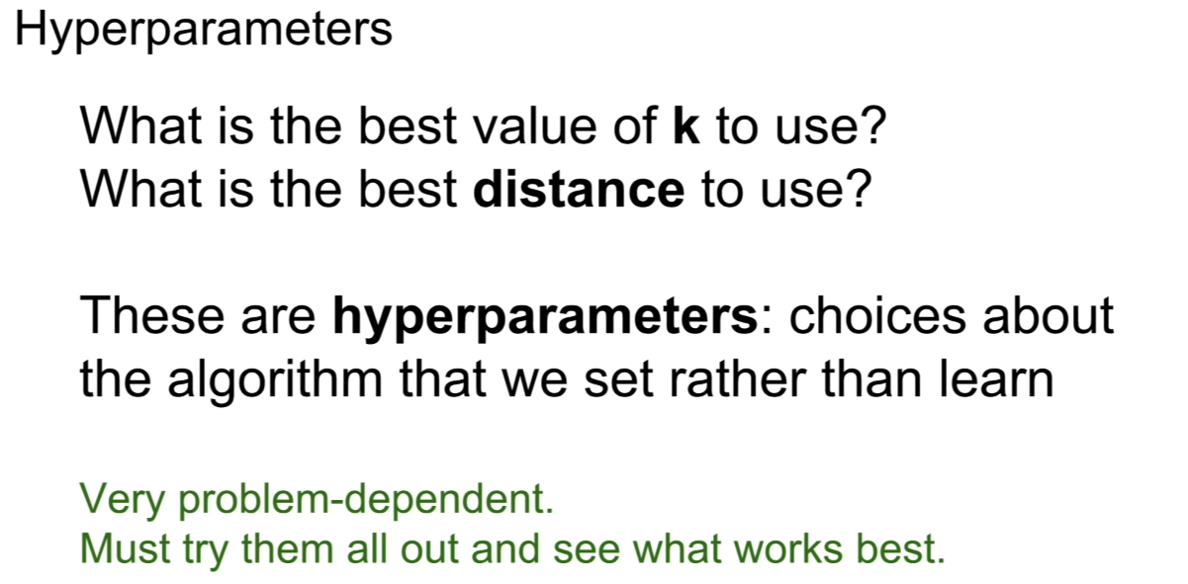 Hyperparameters
What is the best value of k to use?
What is the best distance to use?
These are hyperparameters: choices about
the algorithm that we set rather than learn
Very problem-dependent.
Must try them all out and see what works best.